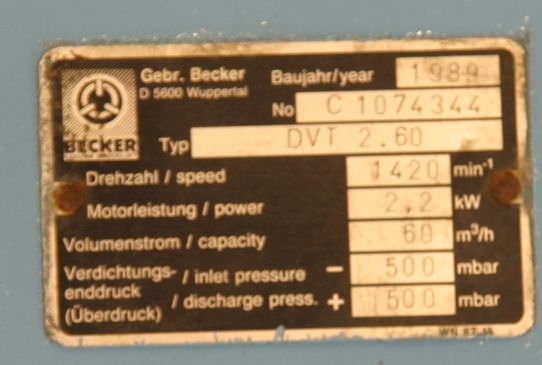 Gebr. Becker Baujahr/year 1989
D 5600 Wuppertal
No C 1074344
BECKER Typ DVT 2.60
Drehzahl / speed 1420 min-1
Motorleistung / power 2,2 kW
Volumenstrom / capacity 60 m³/h
Verdichtungs- / inlet pressure − 500 mbar
enddruck / discharge press. + 500 mbar
(Überdruck)